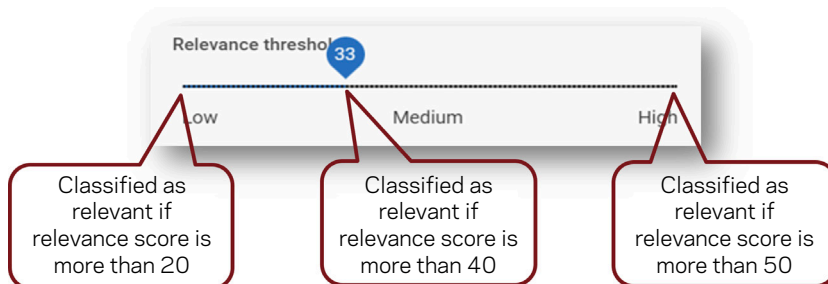 Relevance threshol
33
Low
Medium
High
Classified as
relevant if
relevance score is
more than 20
Classified as
relevant if
relevance score is
more than 40
Classified as
relevant if
relevance score is
more than 50